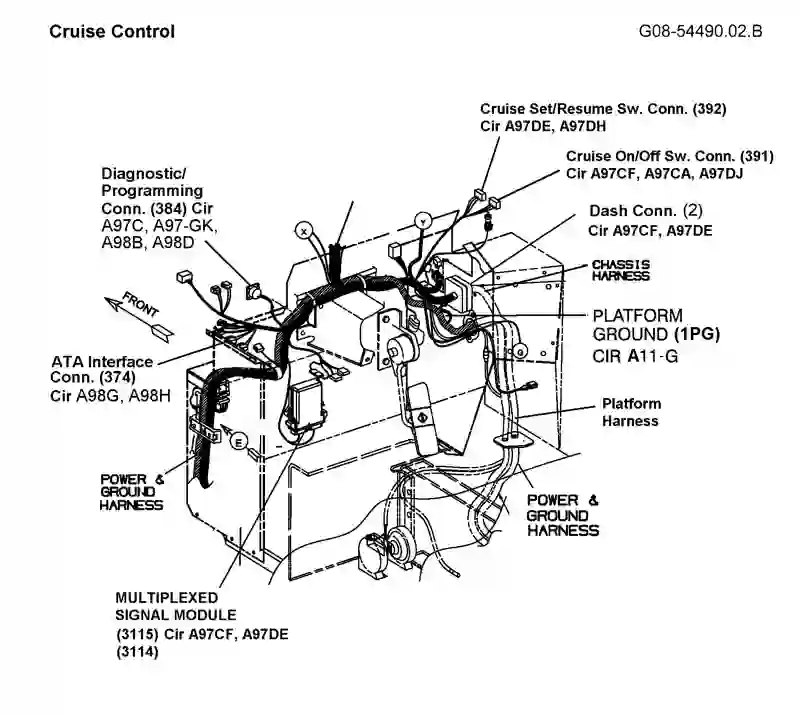 Cruise Control
G08-54490.02.B
Cruise Set/Resume Sw. Conn. (392)
Cir A97DE, A97DH
Cruise On/Off Sw. Conn. (391)
Cir A97CF, A97CA, A97DJ
Diagnostic/
Programming
Conn. (384) Cir
A97C, A97-GK,
A98B, A98D
Dash Conn. (2)
Cir A97CF, A97DE
X
Y
CHASSIS
HARNESS
FRONT
PLATFORM
GROUND (1PG)
CIR A11-G
G
ATA Interface
Conn. (374)
Cir A98G, A98H
Platform
Harness
E
POWER &
GROUND
HARNESS
POWER &
GROUND
HARNESS
MULTIPLEXED
SIGNAL MODULE
(3115) Cir A97CF, A97DE
(3114)